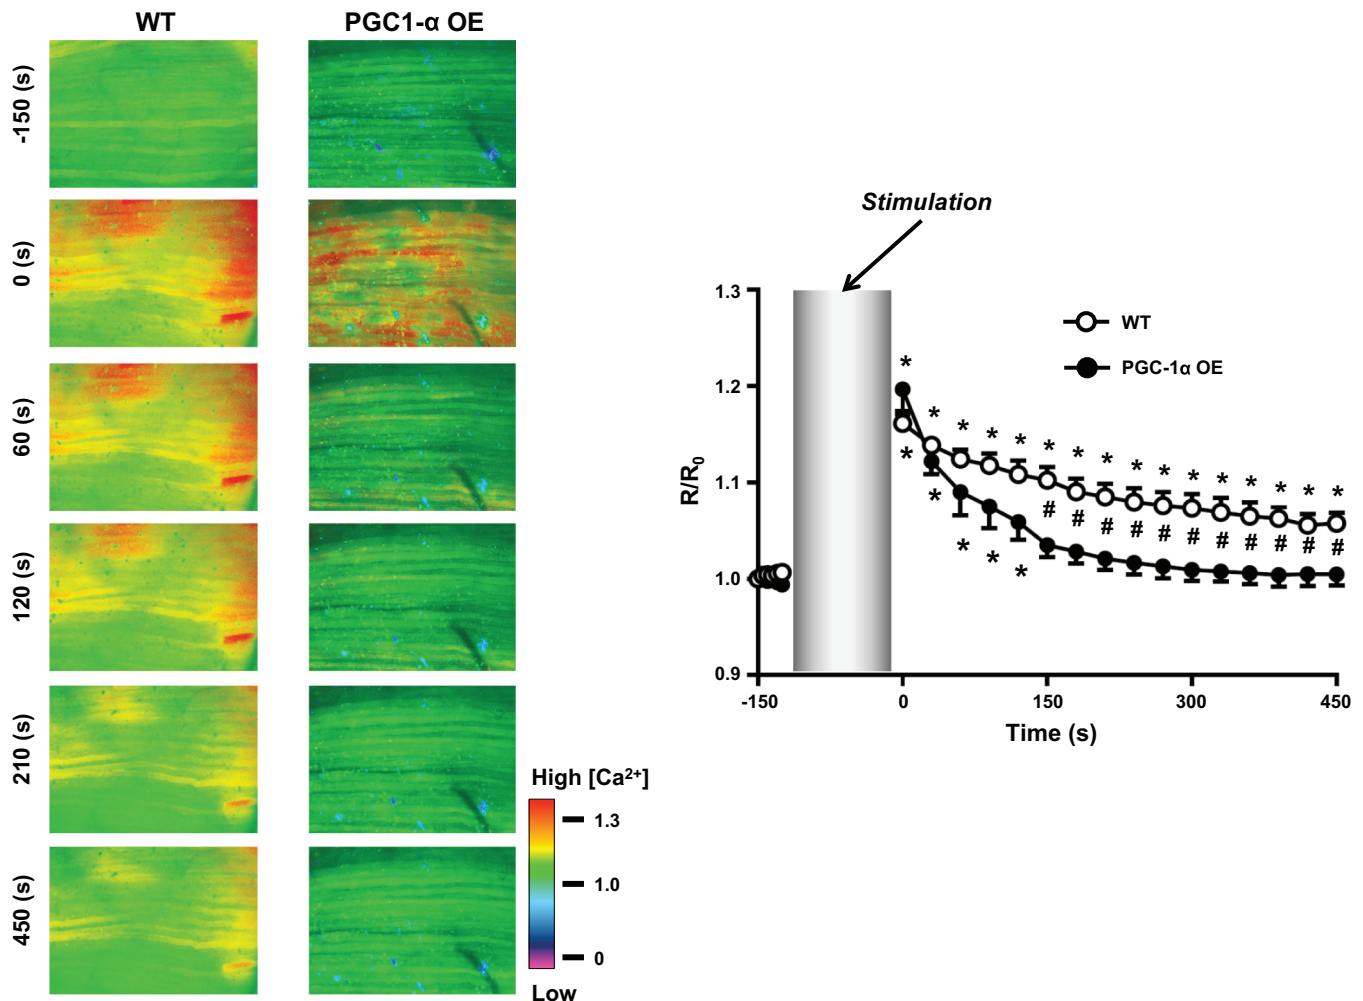 WT
PGC1-α OE
-150 (s)
0 (s)
60 (s)
120 (s)
210 (s)
450 (s)
High [Ca²⁺]
1.3
1.0
0
Low
Stimulation
WT
PGC-1α OE
R/R₀
1.3
1.2
1.1
1.0
0.9
* * * * * * * * * * * * * * * *
* * * * *
# # # # # # # # # # #
-150 0 150 300 450
Time (s)